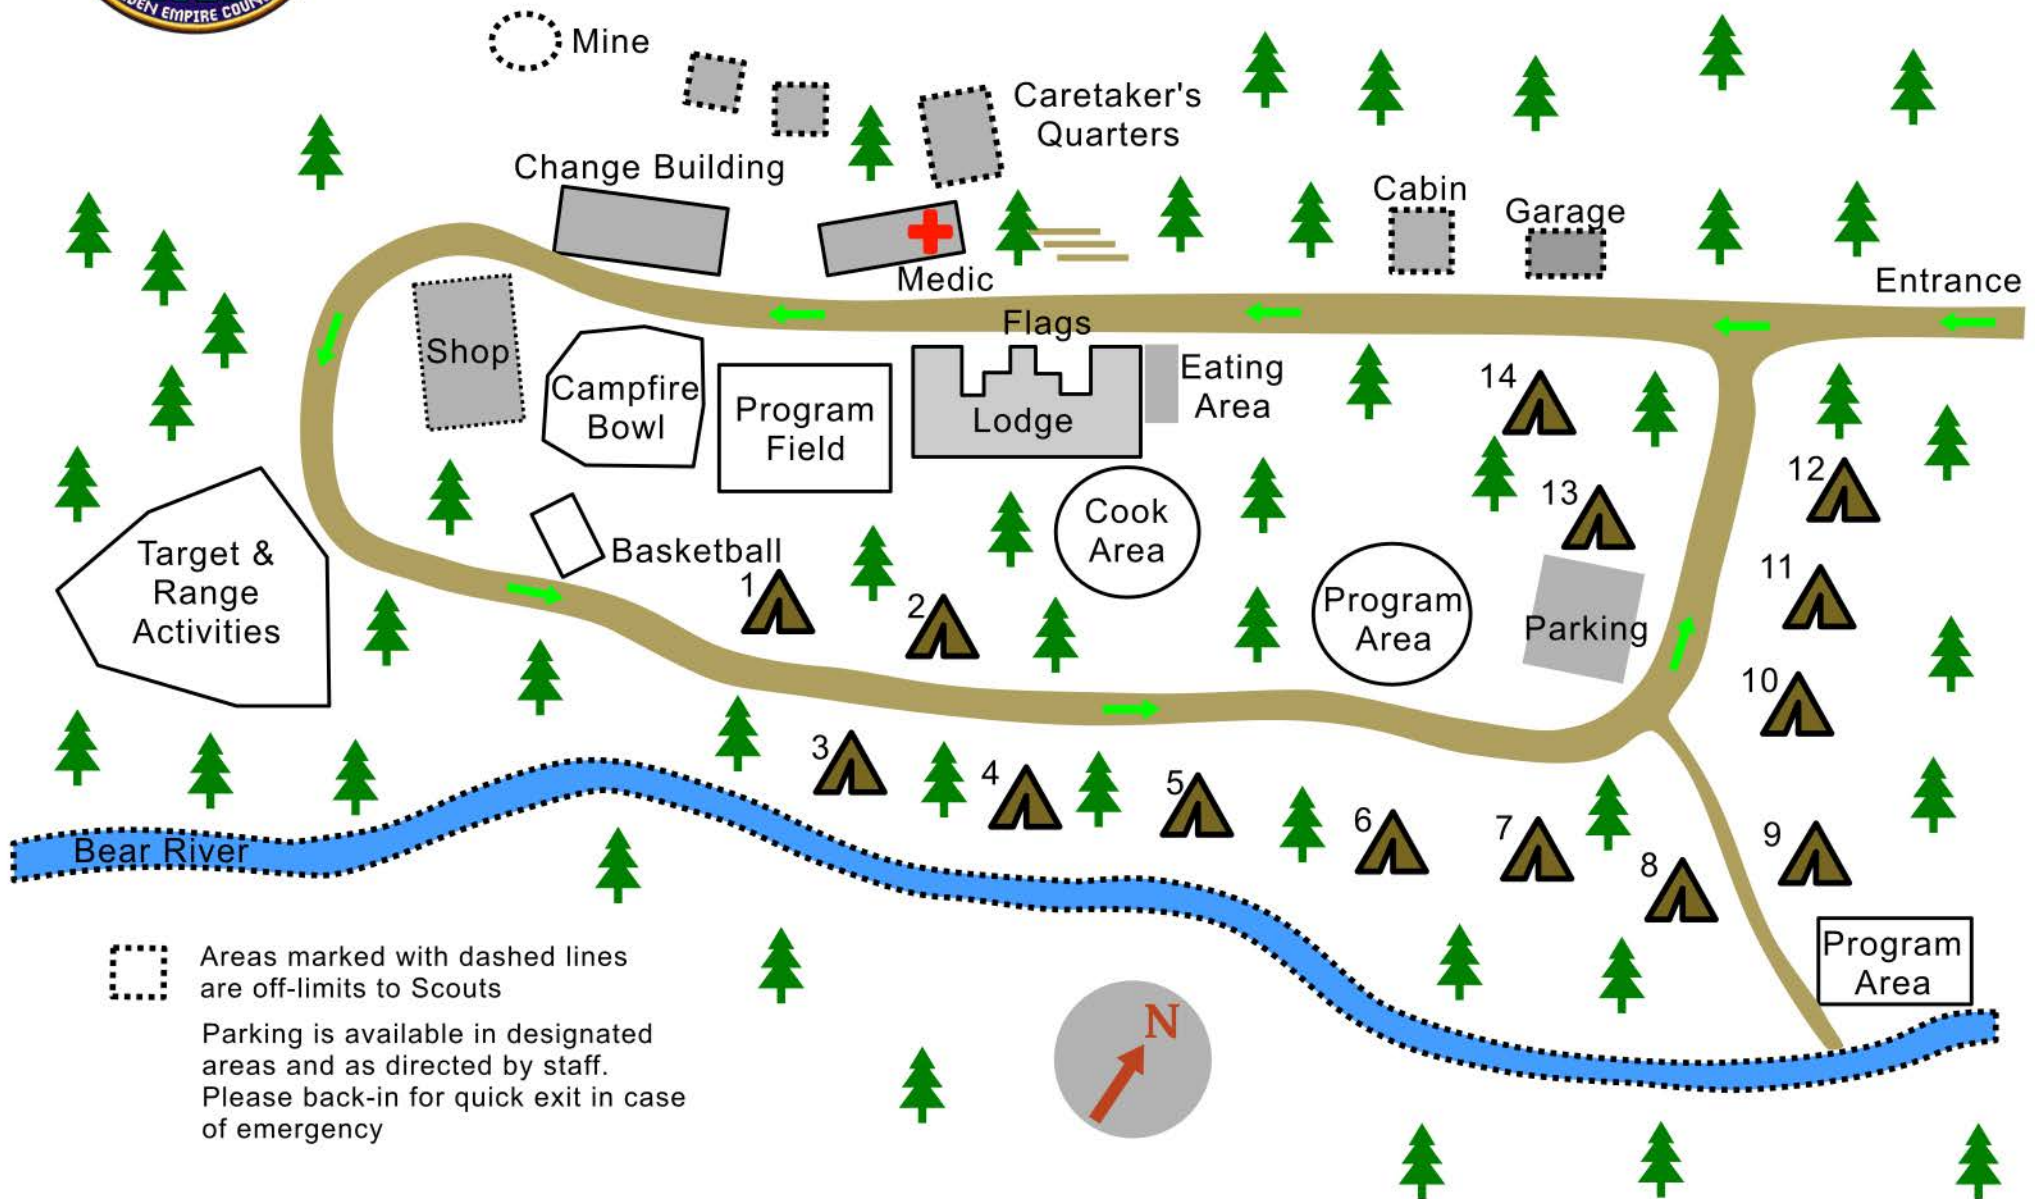 DEN EMPIRE COUN
Mine
Caretaker's
Quarters
Change Building
Cabin
Garage
Medic
Entrance
Flags
Shop
Campfire
Bowl
Program
Field
Lodge
Eating
Area
14
13
12
11
10
Cook
Area
Basketball
1
2
Program
Area
Parking
Target &
Range
Activities
3
4
5
6
7
8
9
Bear River
Program
Area
Areas marked with dashed lines
are off-limits to Scouts
Parking is available in designated
areas and as directed by staff.
Please back-in for quick exit in case
of emergency
N